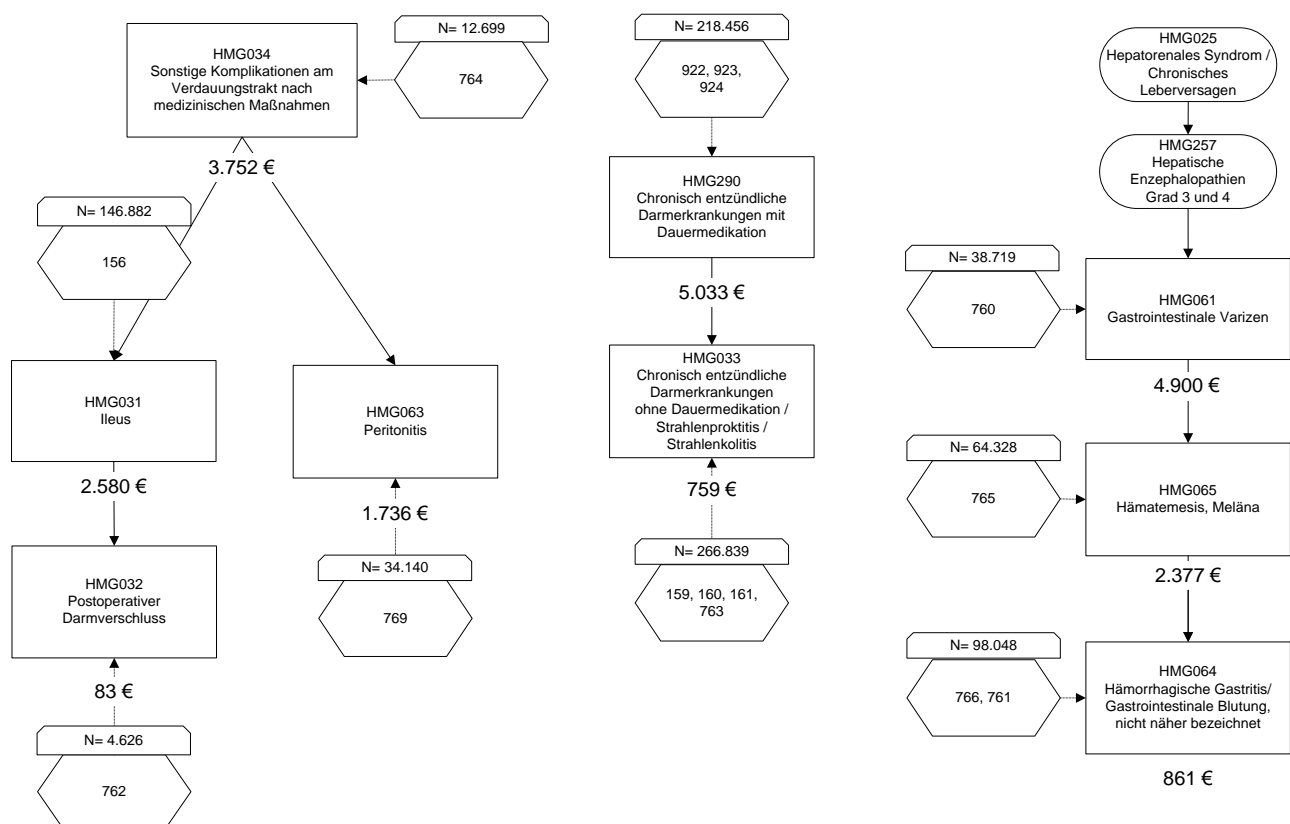 N= 12.699
764
HMG034
Sonstige Komplikationen am
Verdauungstrakt nach
medizinischen Maßnahmen
3.752 €
N= 146.882
156
HMG031
Ileus
2.580 €
HMG032
Postoperativer
Darmverschluss
83 €
N= 4.626
762
HMG063
Peritonitis
1.736 €
N= 34.140
769
N= 218.456
922, 923,
924
HMG290
Chronisch entzündliche
Darmerkrankungen mit
Dauermedikation
5.033 €
HMG033
Chronisch entzündliche
Darmerkrankungen
ohne Dauermedikation /
Strahlenproktitis /
Strahlenkolitis
759 €
N= 266.839
159, 160, 161,
763
HMG025
Hepatorenales Syndrom /
Chronisches
Leberversagen
HMG257
Hepatische
Enzephalopathien
Grad 3 und 4
N= 38.719
760
HMG061
Gastrointestinale Varizen
4.900 €
N= 64.328
765
HMG065
Hämatemesis, Meläna
2.377 €
N= 98.048
766, 761
HMG064
Hämorrhagische Gastritis/
Gastrointestinale Blutung,
nicht näher bezeichnet
861 €